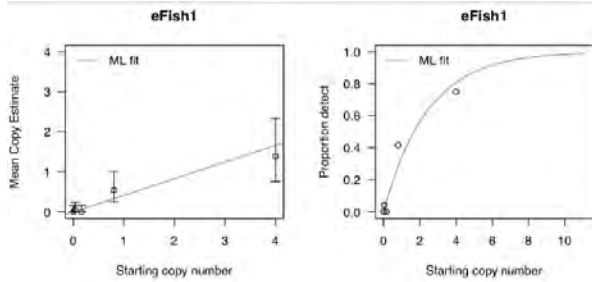 eFish1
Mean Copy Estimate
4
3
2
1
0
ML fit
0
1
2
3
4
Starting copy number
eFish1
Proportion detect
1.0
0.8
0.6
0.4
0.2
0.0
ML fit
0
2
4
6
8
10
Starting copy number